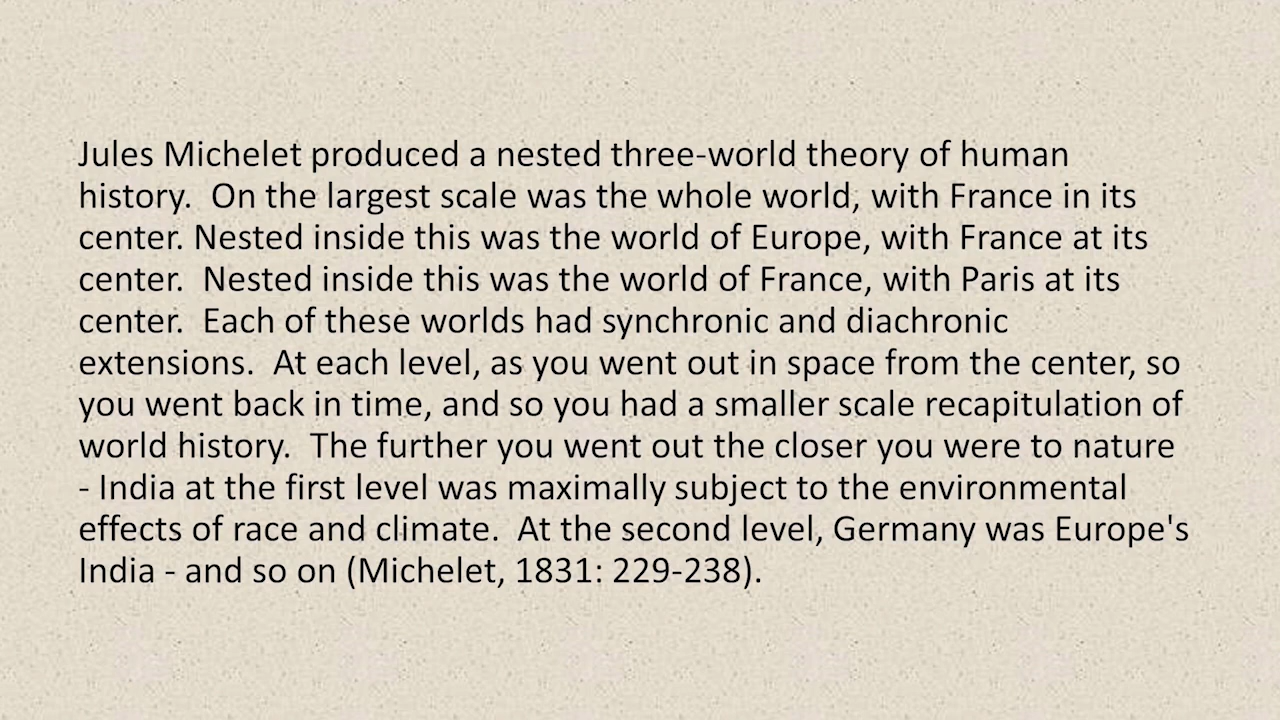 Jules Michelet produced a nested three-world theory of human
history.  On the largest scale was the whole world, with France in its
center. Nested inside this was the world of Europe, with France at its
center.  Nested inside this was the world of France, with Paris at its
center.  Each of these worlds had synchronic and diachronic
extensions.  At each level, as you went out in space from the center, so
you went back in time, and so you had a smaller scale recapitulation of
world history.  The further you went out the closer you were to nature
- India at the first level was maximally subject to the environmental
effects of race and climate.  At the second level, Germany was Europe's
India - and so on (Michelet, 1831: 229-238).